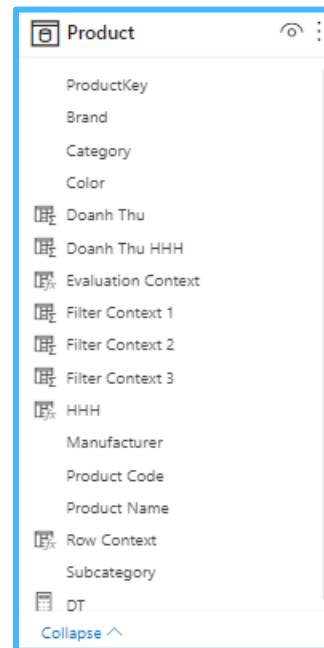 Product
ProductKey
Brand
Category
Color
Doanh Thu
Doanh Thu HHH
Evaluation Context
Filter Context 1
Filter Context 2
Filter Context 3
HHH
Manufacturer
Product Code
Product Name
Row Context
Subcategory
DT
Collapse